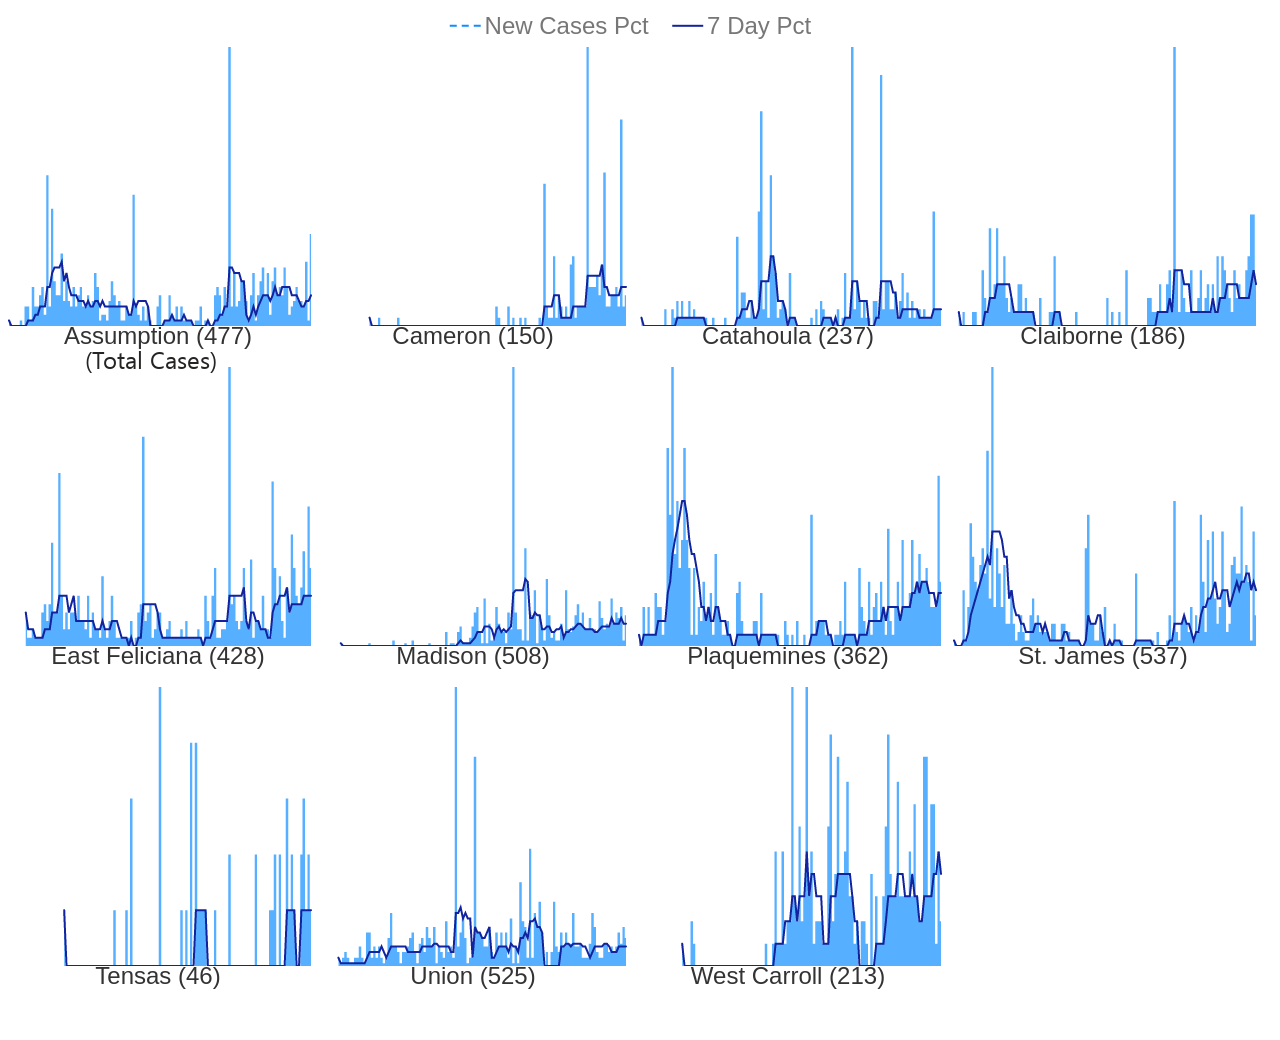 New Cases Pct 7 Day Pct
Assumption (477) Cameron (150) Catahoula (237) Claiborne (186)
(Total Cases)
East Feliciana (428) Madison (508) Plaquemines (362) St. James (537)
Tensas (46) Union (525) West Carroll (213)